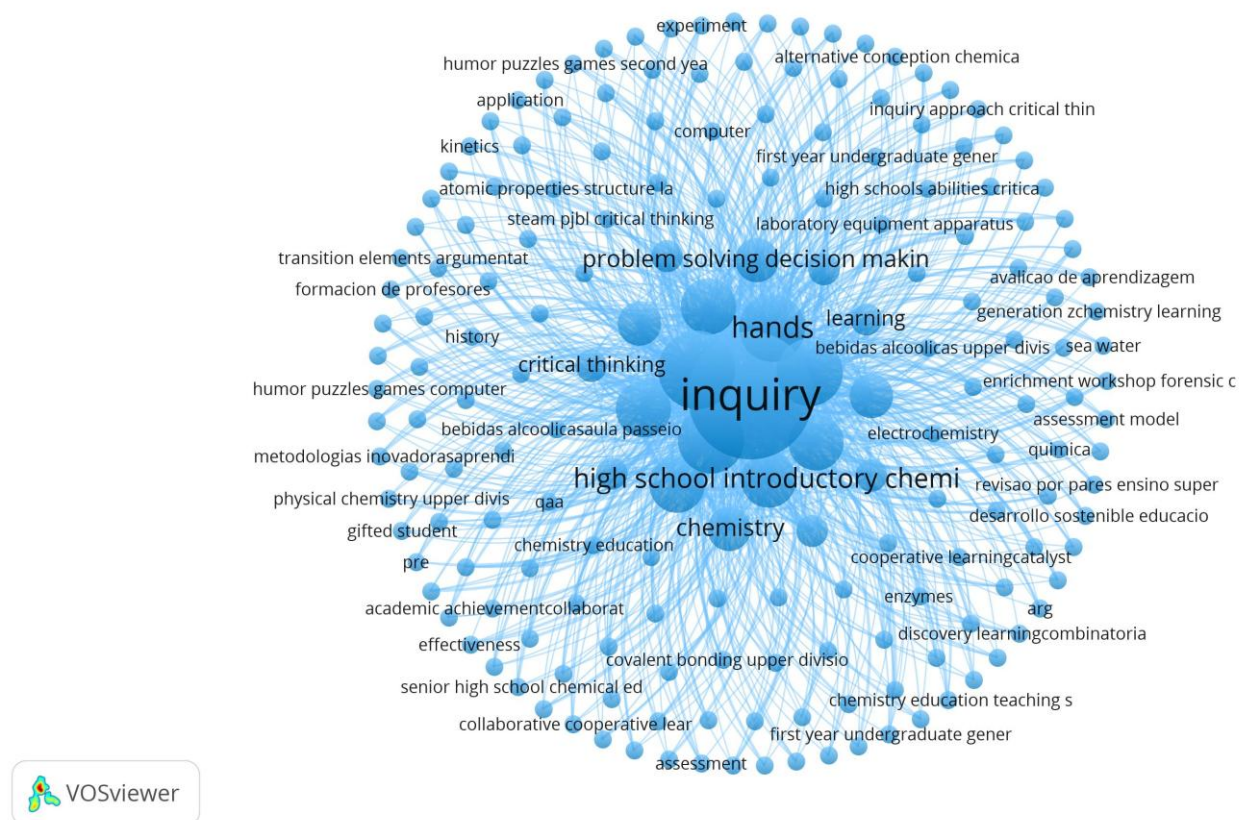 experiment
humor puzzles games second yea
alternative conception chemica
application
inquiry approach critical thin
computer
kinetics
first year undergraduate gener
atomic properties structure la
high schools abilities critica
steam pjbl critical thinking
laboratory equipment apparatus
transition elements argumentat
problem solving decision makin
avalicao de aprendizagem
formacion de profesores
generation zchemistry learning
hands
learning
history
bebidas alcoolicas upper divis
sea water
critical thinking
humor puzzles games computer
inquiry
enrichment workshop forensic c
assessment model
bebidas alcoolicasaula passeio
electrochemistry
quimica
metodologias inovadorasaprendi
high school introductory chemi
revisao por pares ensino super
physical chemistry upper divis
qaa
desarrollo sostenible educacio
gifted student
chemistry
chemistry education
cooperative learningcatalyst
pre
enzymes
academic achievementcollaborat
arg
effectiveness
discovery learningcombinatoria
covalent bonding upper divisio
senior high school chemical ed
chemistry education teaching s
collaborative cooperative lear
first year undergraduate gener
assessment
VOSviewer